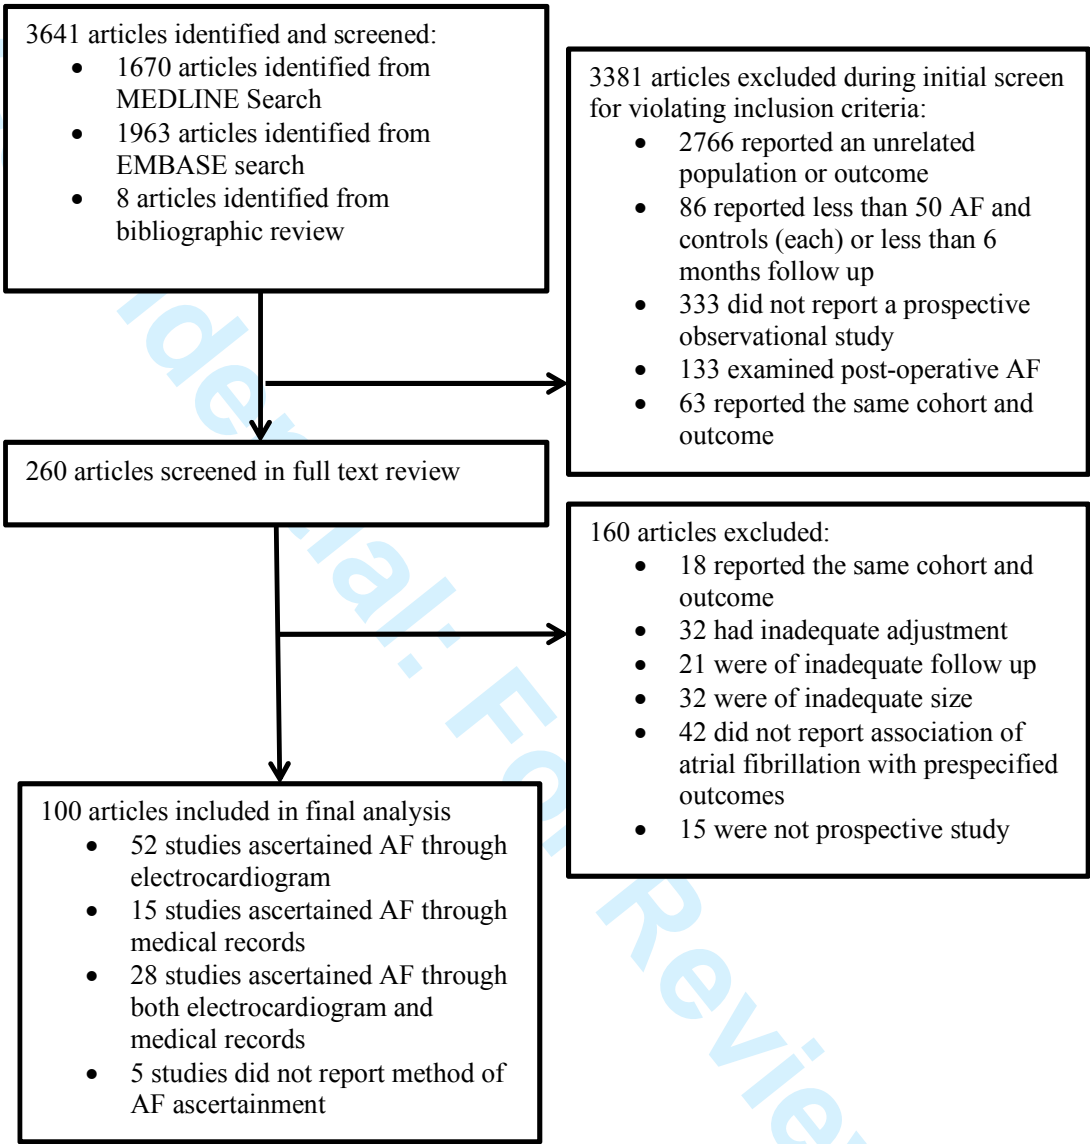 3641 articles identified and screened:
• 1670 articles identified from
MEDLINE Search
• 1963 articles identified from
EMBASE search
• 8 articles identified from
bibliographic review
3381 articles excluded during initial screen
for violating inclusion criteria:
• 2766 reported an unrelated
population or outcome
• 86 reported less than 50 AF and
controls (each) or less than 6
months follow up
• 333 did not report a prospective
observational study
• 133 examined post-operative AF
• 63 reported the same cohort and
outcome
260 articles screened in full text review
160 articles excluded:
• 18 reported the same cohort and
outcome
• 32 had inadequate adjustment
• 21 were of inadequate follow up
• 32 were of inadequate size
• 42 did not report association of
atrial fibrillation with prespecified
outcomes
• 15 were not prospective study
100 articles included in final analysis
• 52 studies ascertained AF through
electrocardiogram
• 15 studies ascertained AF through
medical records
• 28 studies ascertained AF through
both electrocardiogram and
medical records
• 5 studies did not report method of
AF ascertainment